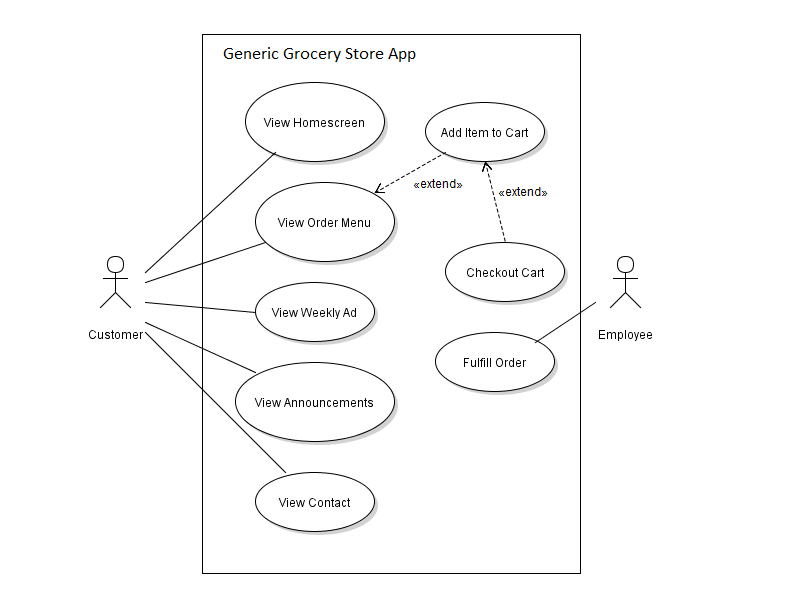 Generic Grocery Store App
View Homescreen
Add Item to Cart
«extend»
«extend»
View Order Menu
Checkout Cart
View Weekly Ad
Customer
Employee
Fulfill Order
View Announcements
View Contact